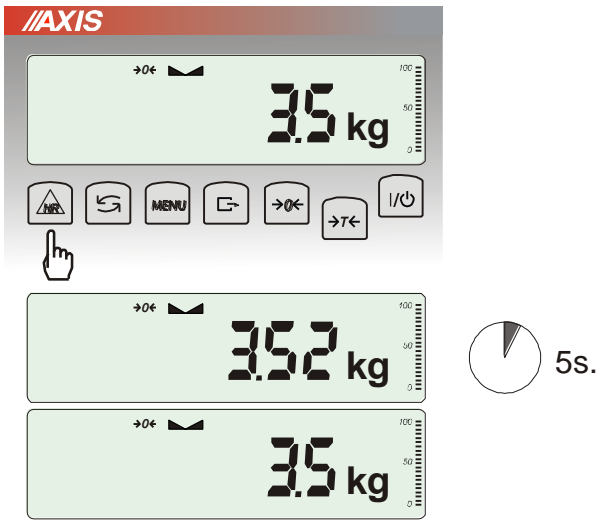 //AXIS
→0← 100
3.5 kg 50
0
HR MENU →0← →T← I/⏻
→0← 100
3.52 kg 50
0
5s.
→0← 100
3.5 kg 50
0